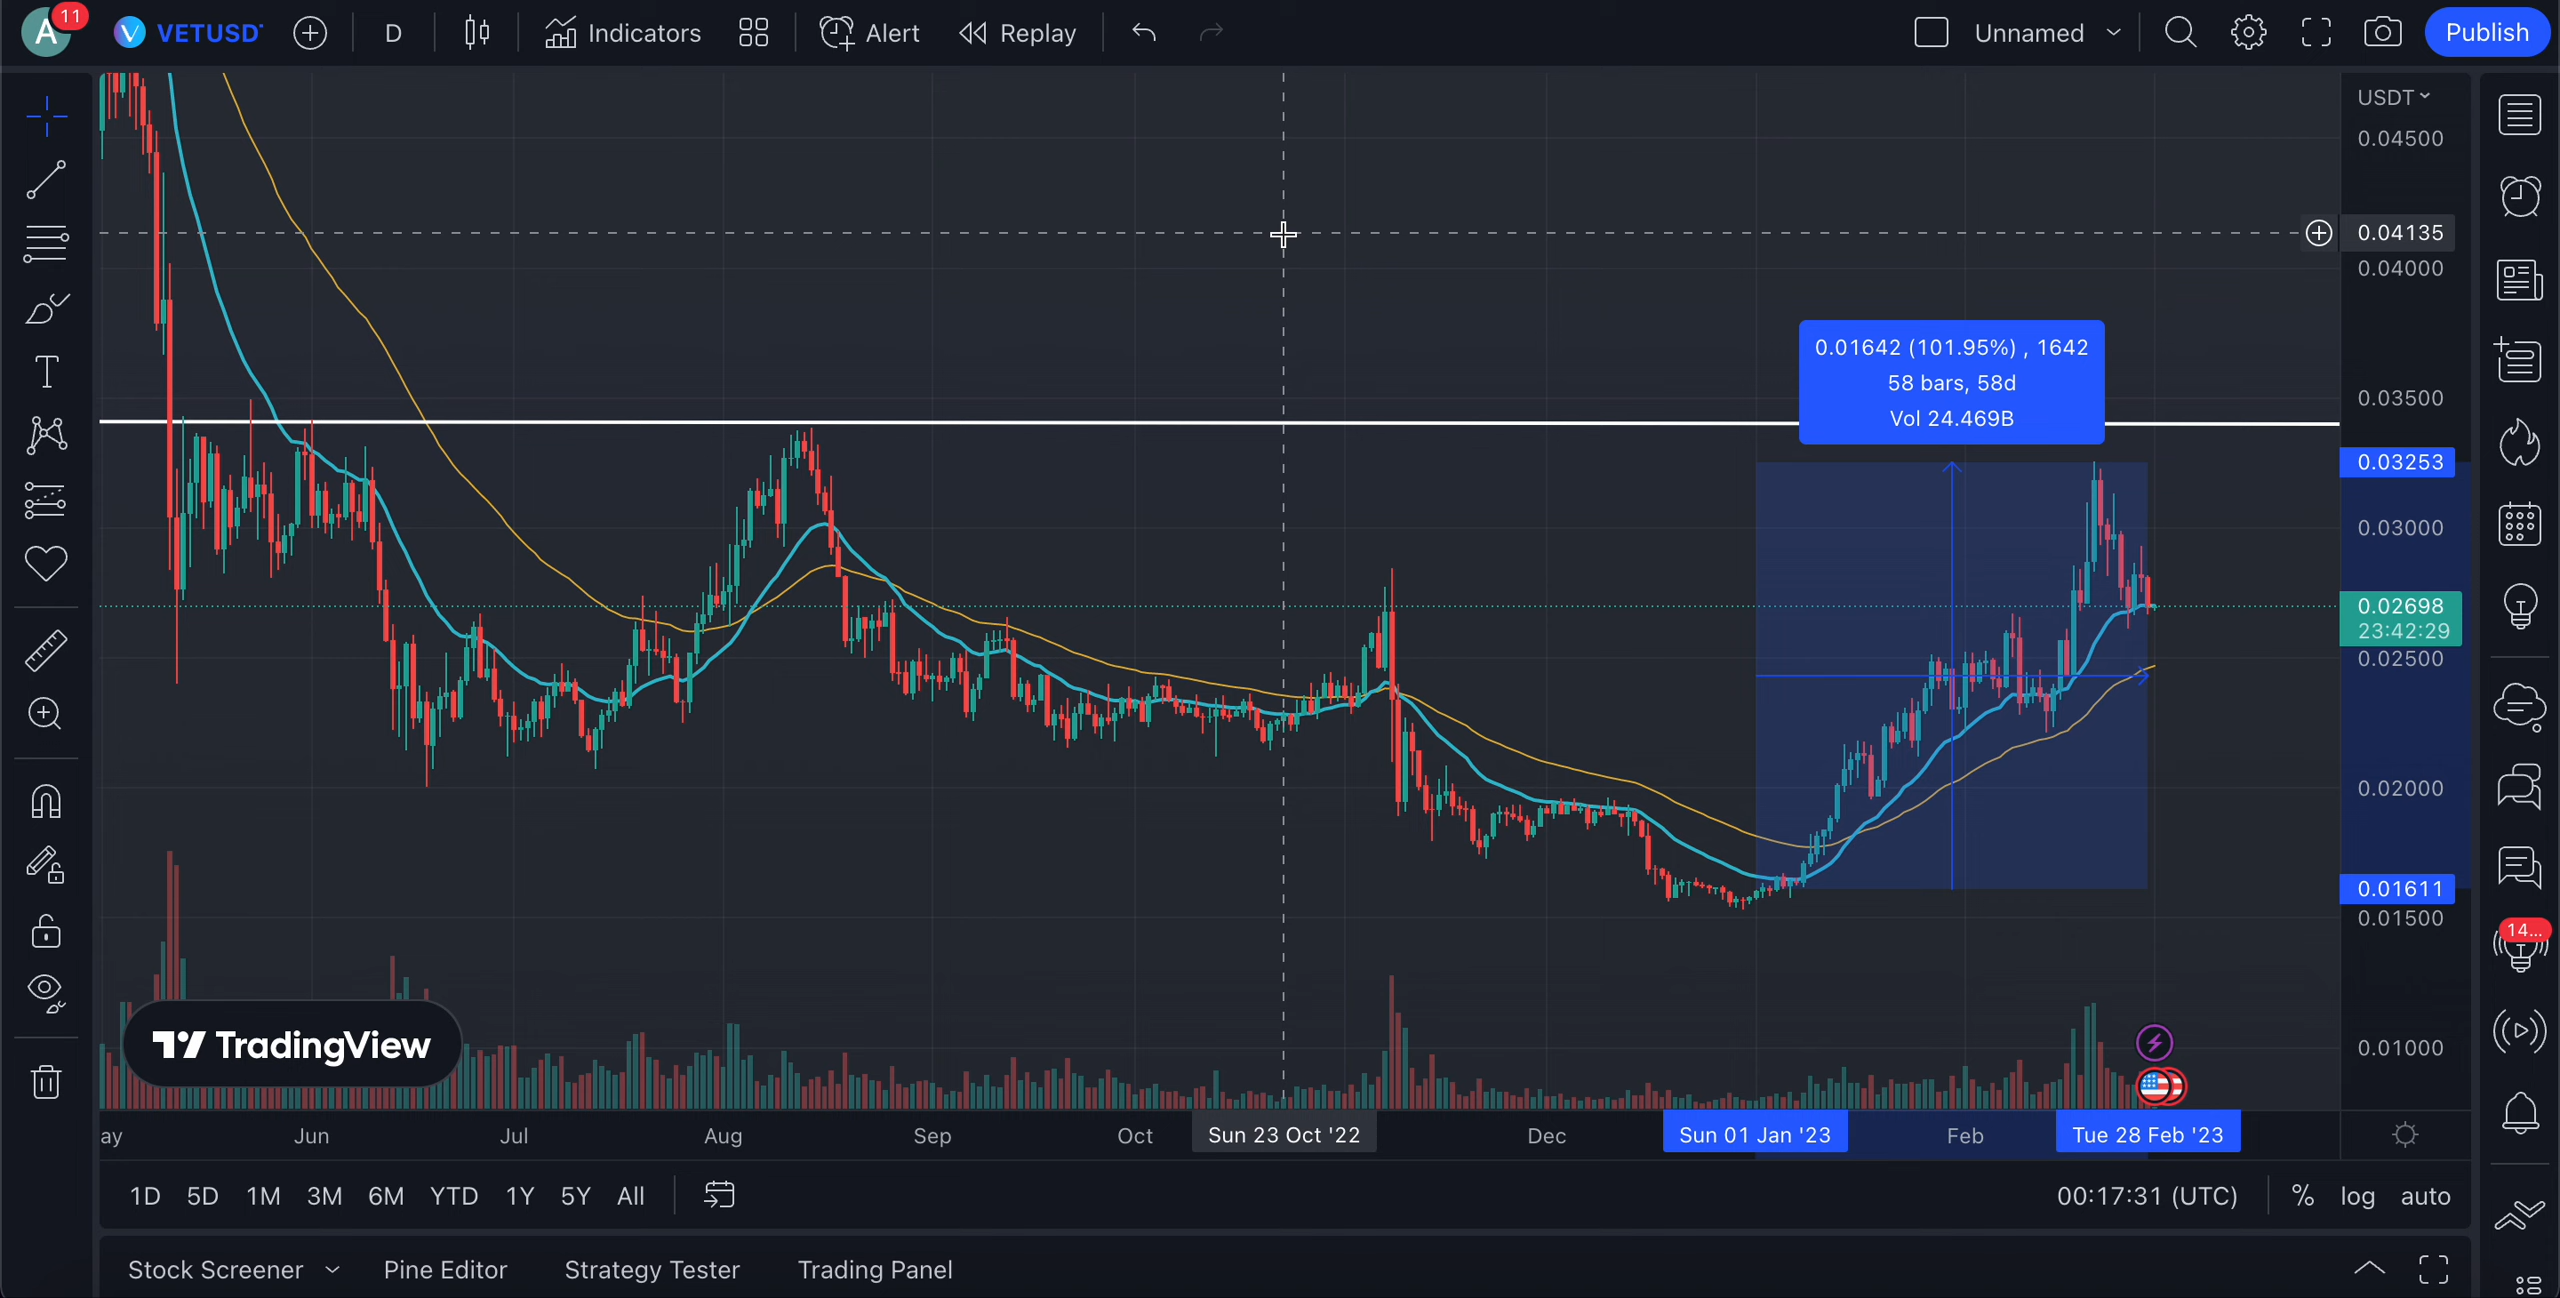 A
11
VETUSDT
D
Indicators
Alert
Replay
Unnamed
Publish
USDT
0.04500
0.04135
0.04000
0.03500
0.03253
0.03000
0.02698
23:42:29
0.02500
0.02000
0.01611
0.01500
0.01000
0.01642 (101.95%) , 1642
58 bars, 58d
Vol 24.469B
14...
TradingView
ay
Jun
Jul
Aug
Sep
Oct
Sun 23 Oct '22
Dec
Sun 01 Jan '23
Feb
Tue 28 Feb '23
1D
5D
1M
3M
6M
YTD
1Y
5Y
All
00:17:31 (UTC)
%
log
auto
Stock Screener
Pine Editor
Strategy Tester
Trading Panel